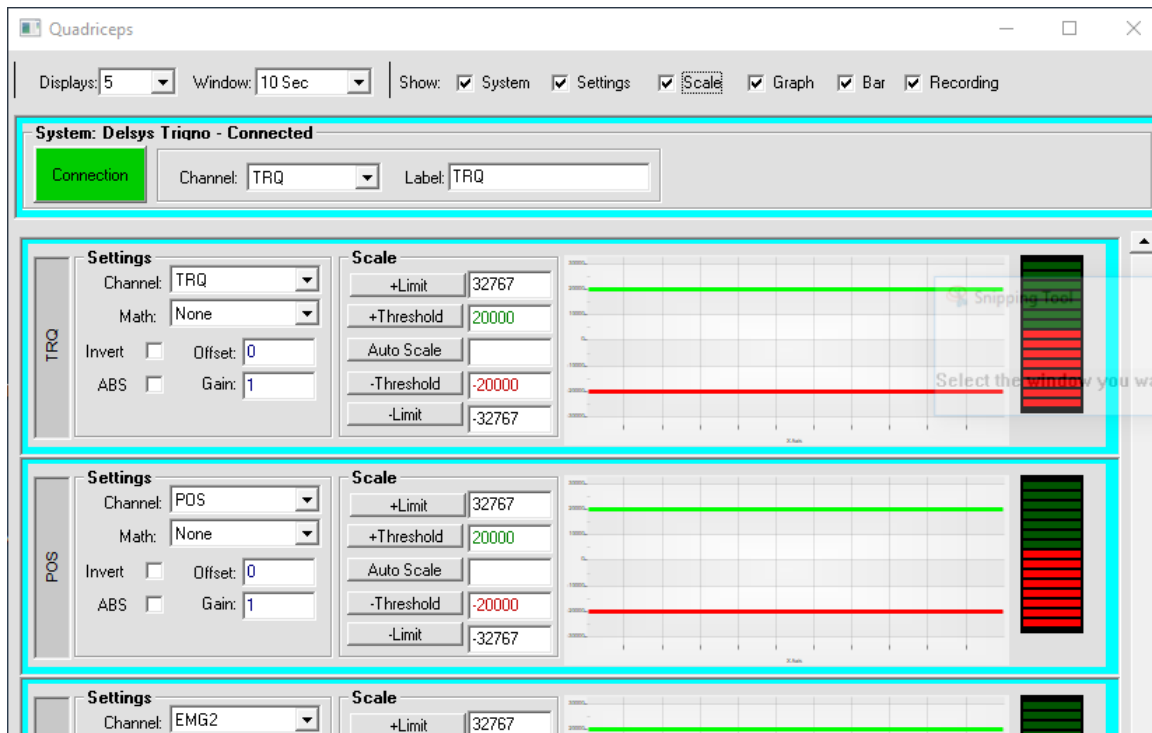 Quadriceps
Displays: 5 Window: 10 Sec Show: System Settings Scale Graph Bar Recording
System: Delsys Trigno - Connected
Connection Channel: TRQ Label: TRQ
TRQ
Settings
Channel: TRQ
Math: None
Invert Offset: 0
ABS Gain: 1
Scale
+Limit 32767
+Threshold 20000
Auto Scale
-Threshold -20000
-Limit -32767
X Axis
Snipping Tool
Select the window you wa
POS
Settings
Channel: POS
Math: None
Invert Offset: 0
ABS Gain: 1
Scale
+Limit 32767
+Threshold 20000
Auto Scale
-Threshold -20000
-Limit -32767
X Axis
Settings
Channel: EMG2
Scale
+Limit 32767